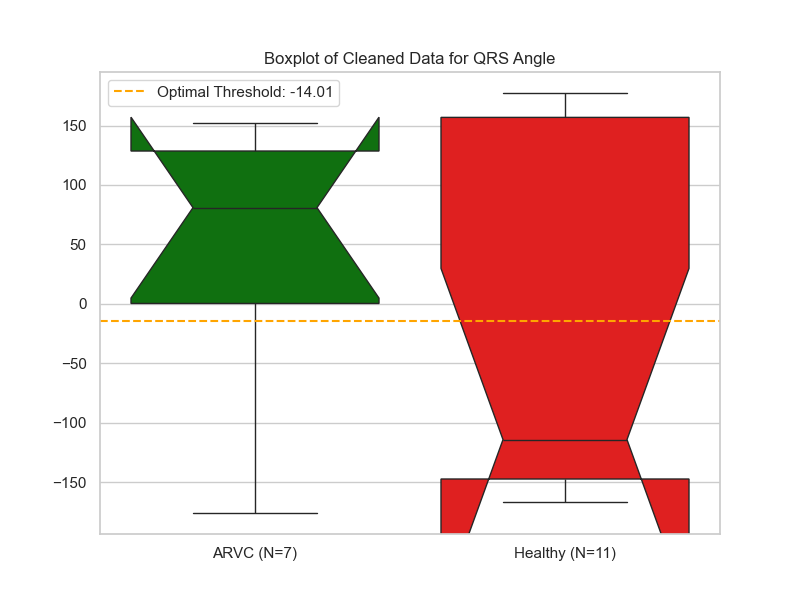 Boxplot of Cleaned Data for QRS Angle
Optimal Threshold: -14.01
150
100
50
0
−50
−100
−150
ARVC (N=7)
Healthy (N=11)